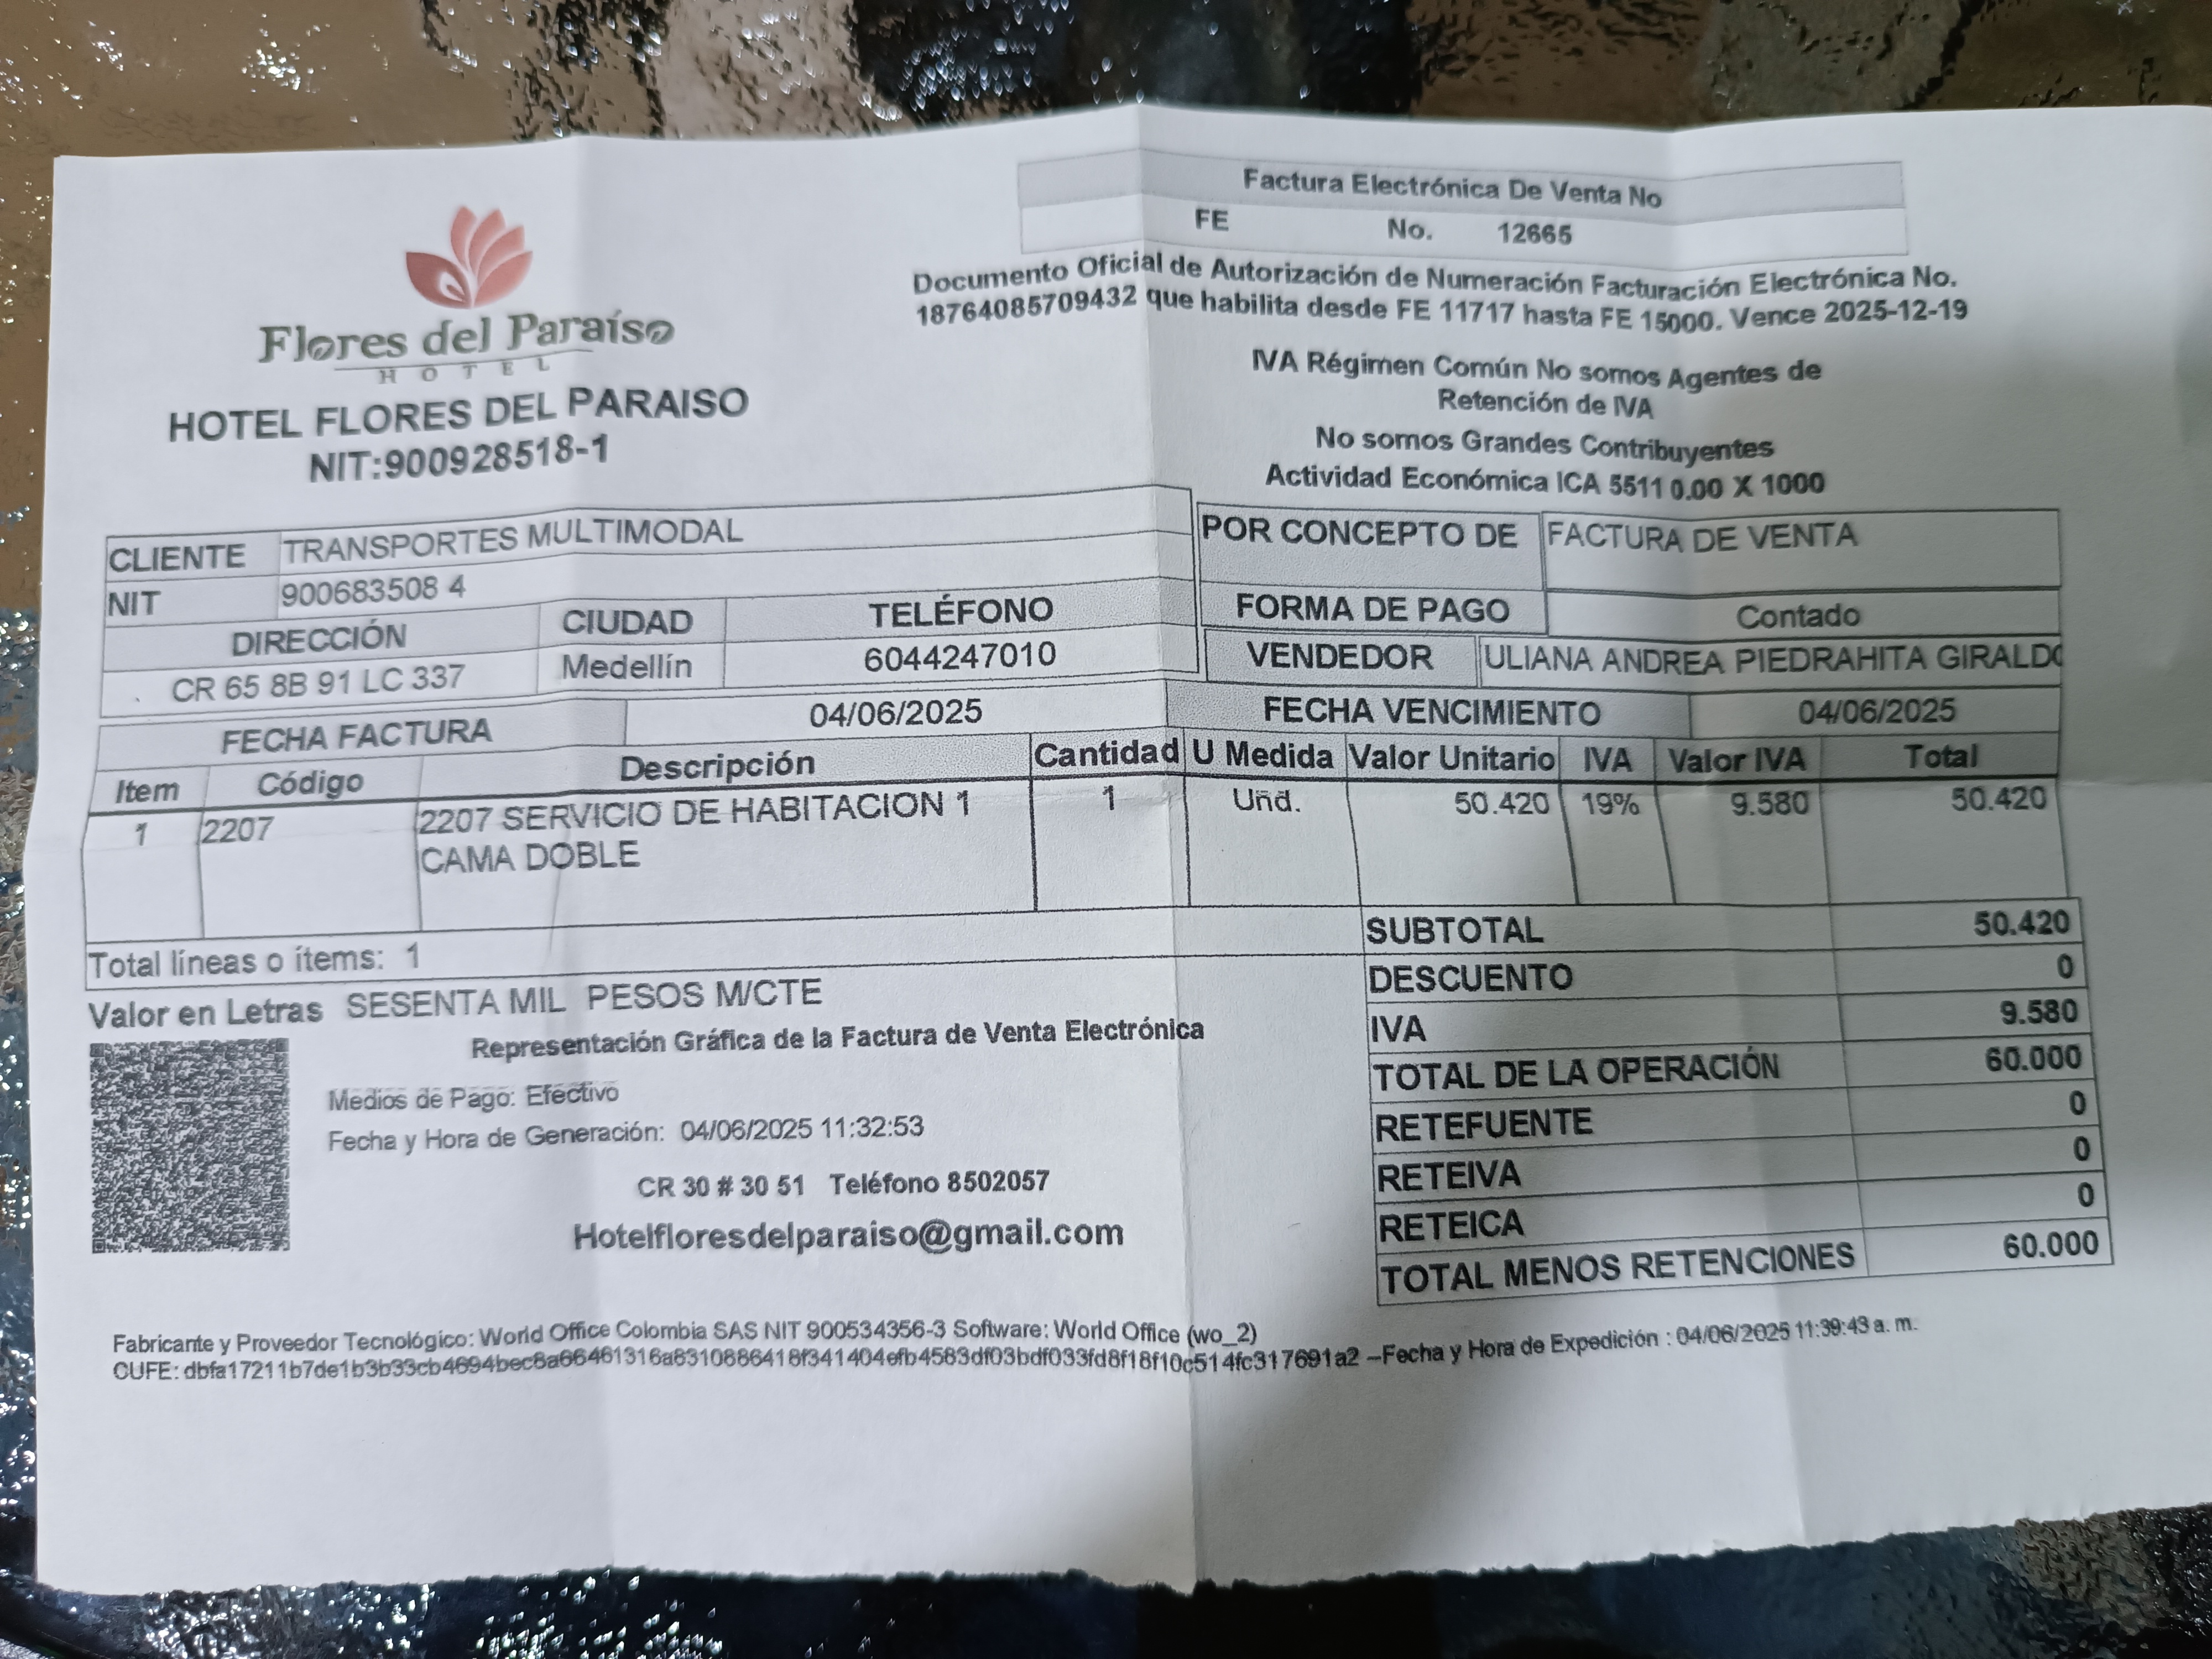 Factura Electrónica De Venta No
FE No. 12665
Documento Oficial de Autorización de Numeración Facturación Electrónica No.
18764085709432 que habilita desde FE 11717 hasta FE 15000. Vence 2025-12-19
Flores del Paraíso
HOTEL
IVA Régimen Común No somos Agentes de
Retención de IVA
HOTEL FLORES DEL PARAISO
NIT:900928518-1
No somos Grandes Contribuyentes
Actividad Económica ICA 5511 0.00 X 1000
CLIENTE TRANSPORTES MULTIMODAL
NIT 900683508 4
POR CONCEPTO DE FACTURA DE VENTA
DIRECCIÓN CIUDAD TELÉFONO
FORMA DE PAGO Contado
CR 65 8B 91 LC 337 Medellín 6044247010
VENDEDOR ULIANA ANDREA PIEDRAHITA GIRALDO
FECHA FACTURA 04/06/2025 FECHA VENCIMIENTO 04/06/2025
Item Código Descripción Cantidad U Medida Valor Unitario IVA Valor IVA Total
1 2207 2207 SERVICIO DE HABITACION 1 1 Und. 50.420 19% 9.580 50.420
CAMA DOBLE
Total líneas o ítems: 1
SUBTOTAL 50.420
DESCUENTO 0
IVA 9.580
TOTAL DE LA OPERACIÓN 60.000
RETEFUENTE 0
RETEIVA 0
RETEICA 0
TOTAL MENOS RETENCIONES 60.000
Valor en Letras SESENTA MIL PESOS M/CTE
Representación Gráfica de la Factura de Venta Electrónica
Medios de Pago: Efectivo
Fecha y Hora de Generación: 04/06/2025 11:32:53
CR 30 # 30 51 Teléfono 8502057
Hotelfloresdelparaiso@gmail.com
Fabricante y Proveedor Tecnológico: World Office Colombia SAS NIT 900534356-3 Software: World Office (wo_2)
CUFE: –Fecha y Hora de Expedición : 04/06/2025 11:39:43 a. m.